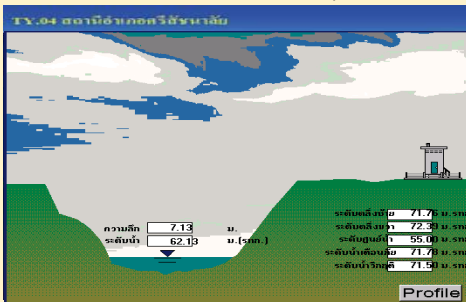 TY.04 สถานีอำเภอศรีสัชนาลัย
ความลึก 7.13 ม.
ระดับน้ำ 62.13 ม.(รทก.)
ระดับตลิ่งซ้าย 71.76 ม.รทก
ระดับตลิ่งขวา 72.39 ม.รทก
ระดับศูนย์น้ำ 55.00 ม.รทก
ระดับน้ำเตือนภัย 71.78 ม.รทก
ระดับน้ำวิกฤติ 71.50 ม.รทก
Profile